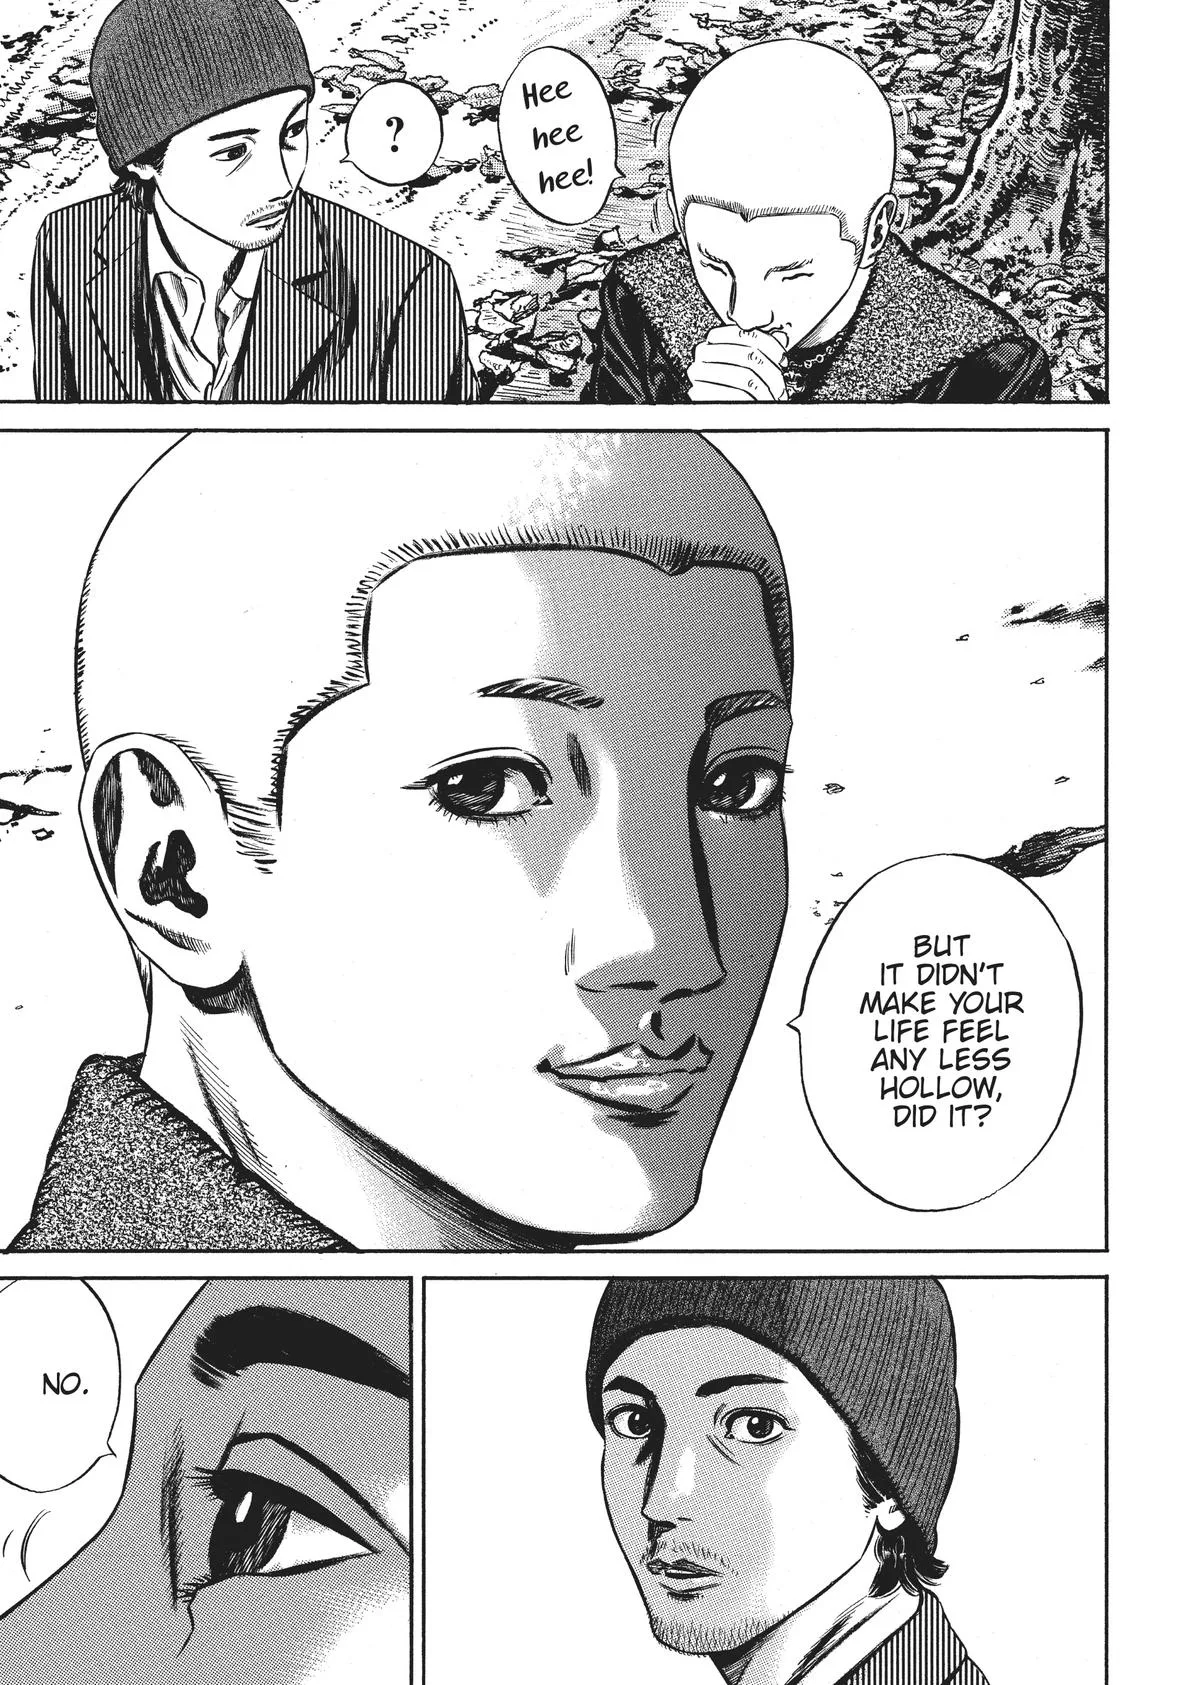 Hee
hee
hee!
?
BUT
IT DIDN'T
MAKE YOUR
LIFE FEEL
ANY LESS
HOLLOW,
DID IT?
NO.